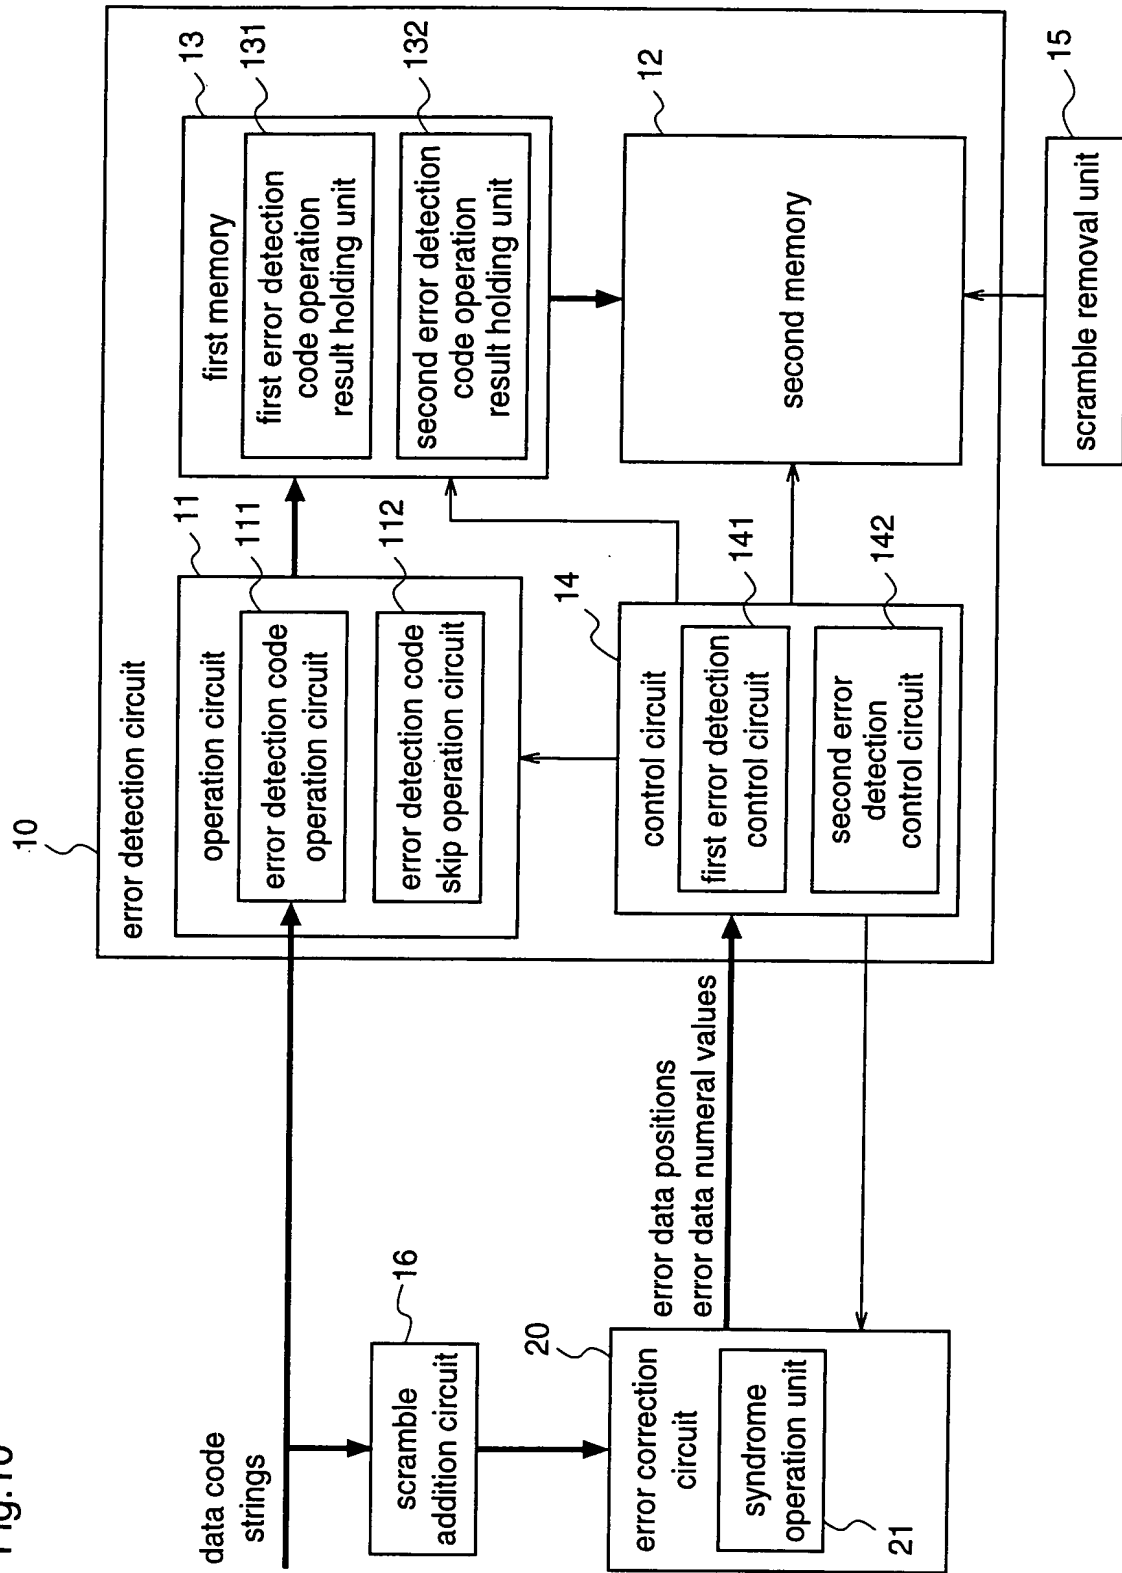 Fig.10
10
error detection circuit
data code
strings
11
operation circuit
111
error detection code
operation circuit
112
error detection code
skip operation circuit
13
first memory
131
first error detection
code operation
result holding unit
132
second error detection
code operation
result holding unit
16
scramble
addition circuit
20
error correction
circuit
syndrome
operation unit
21
error data positions
error data numeral values
14
control circuit
141
first error detection
control circuit
142
second error
detection
control circuit
12
second memory
15
scramble removal unit